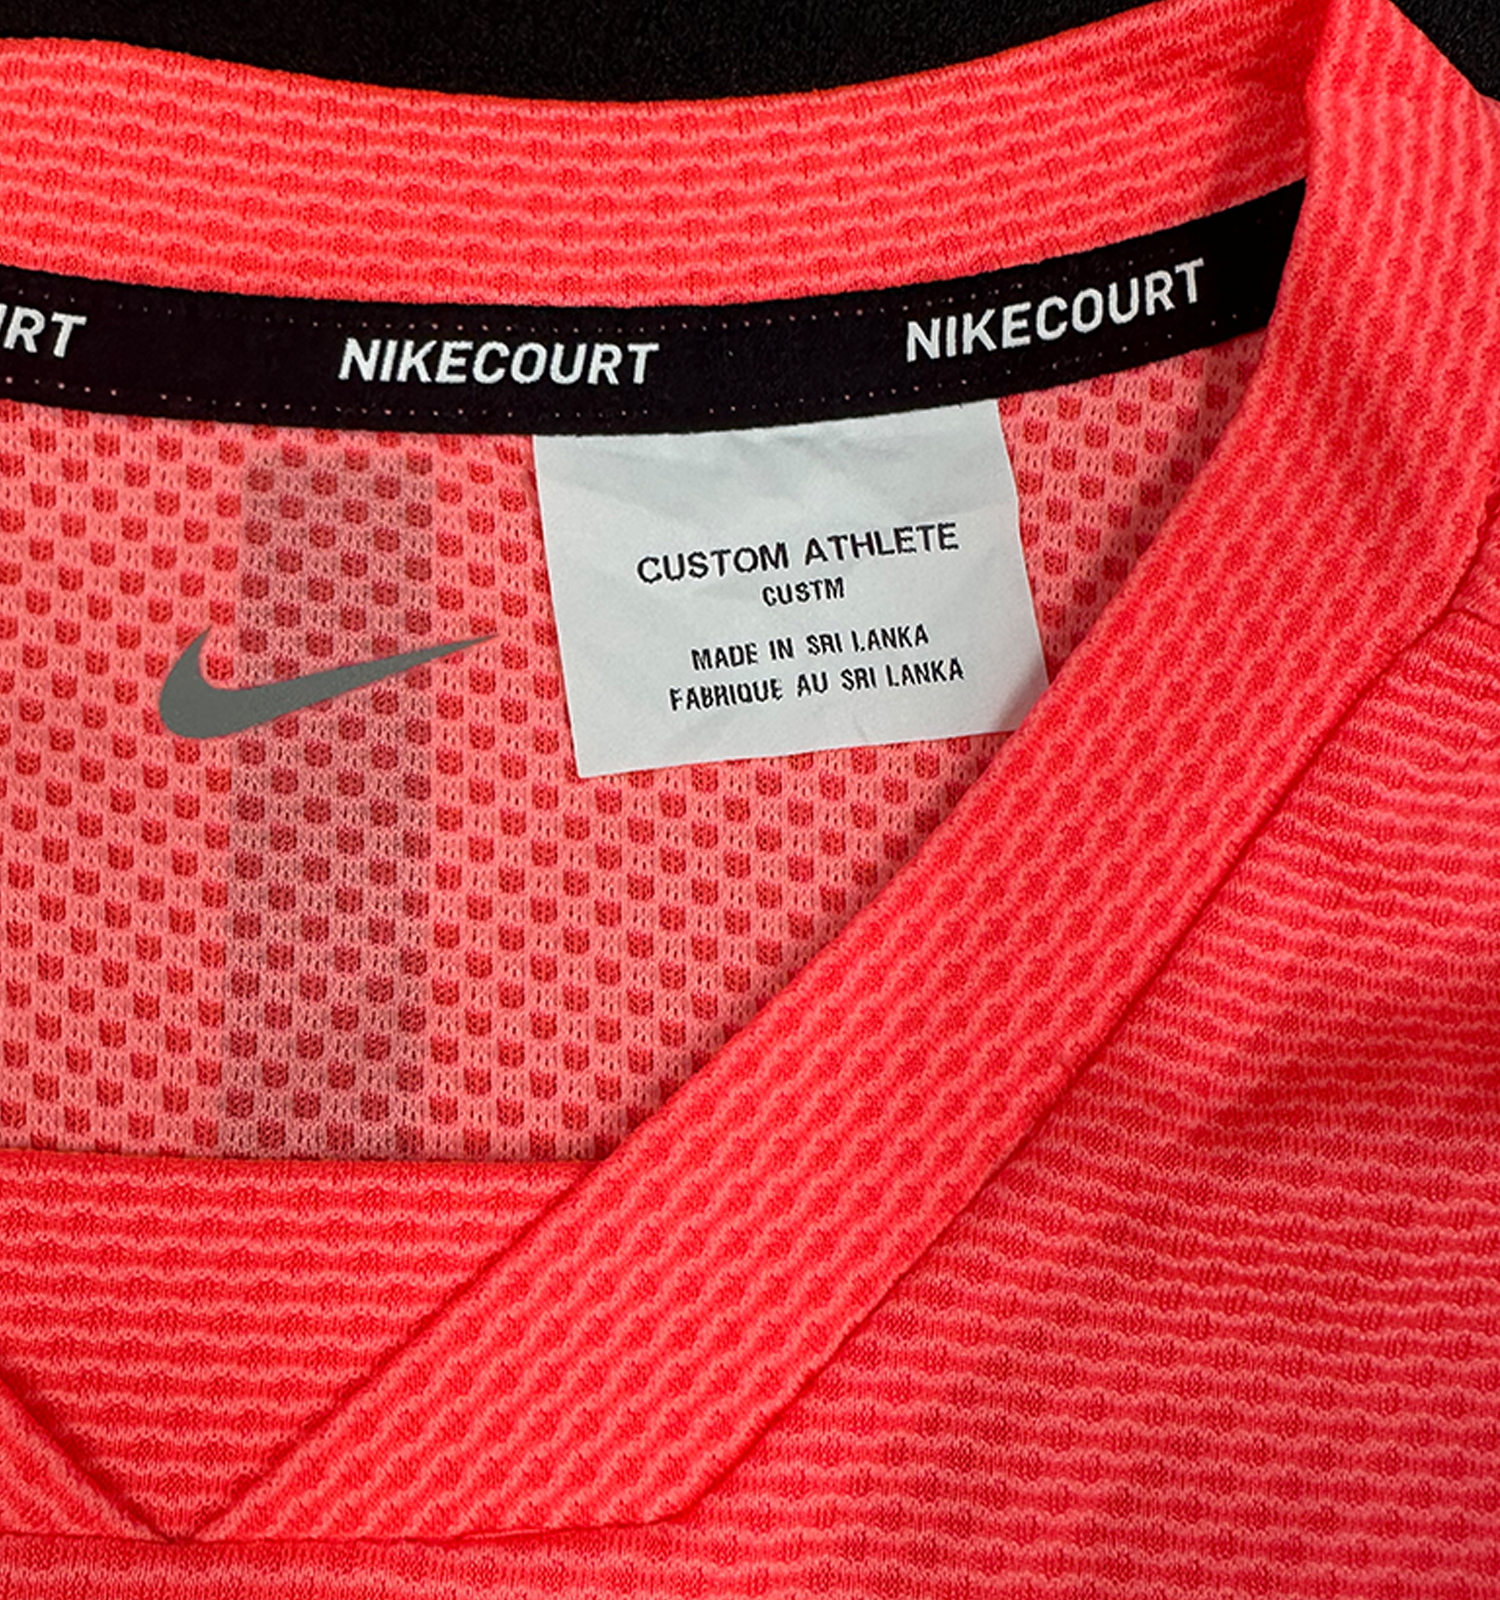 RT
NIKECOURT
NIKECOURT
CUSTOM ATHLETE
CUSTM
MADE IN SRI LANKA
FABRIQUE AU SRI LANKA